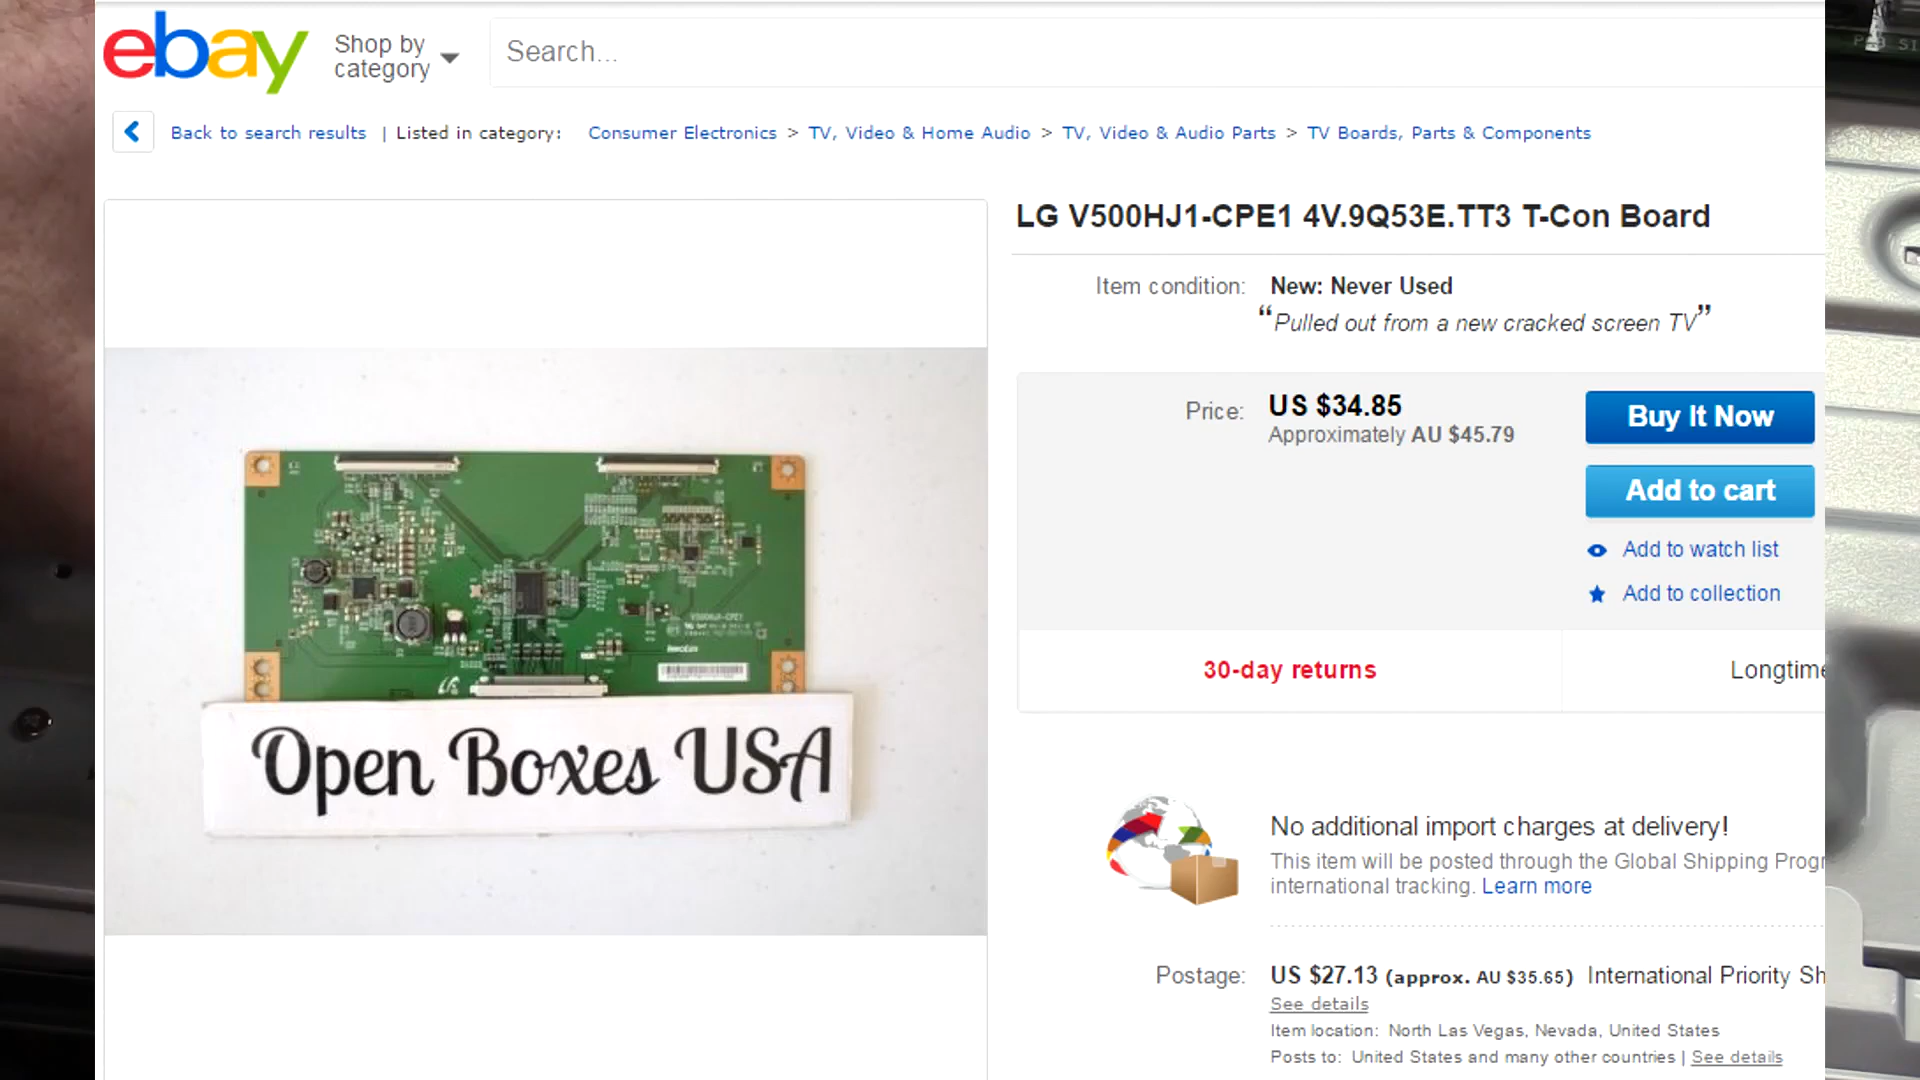 ebay
Shop by
category
Search...
Back to search results | Listed in category: Consumer Electronics > TV, Video & Home Audio > TV, Video & Audio Parts > TV Boards, Parts & Components
LG V500HJ1-CPE1 4V.9Q53E.TT3 T-Con Board
Item condition: New: Never Used
“Pulled out from a new cracked screen TV”
Price: US $34.85
Approximately AU $45.79
Buy It Now
Add to cart
Add to watch list
Add to collection
30-day returns
Longtime
V500HJ1-CPE1
InnoLux
Open Boxes USA
No additional import charges at delivery!
This item will be posted through the Global Shipping Progr
international tracking. Learn more
Postage: US $27.13 (approx. AU $35.65) International Priority Sh
See details
Item location: North Las Vegas, Nevada, United States
Posts to: United States and many other countries | See details